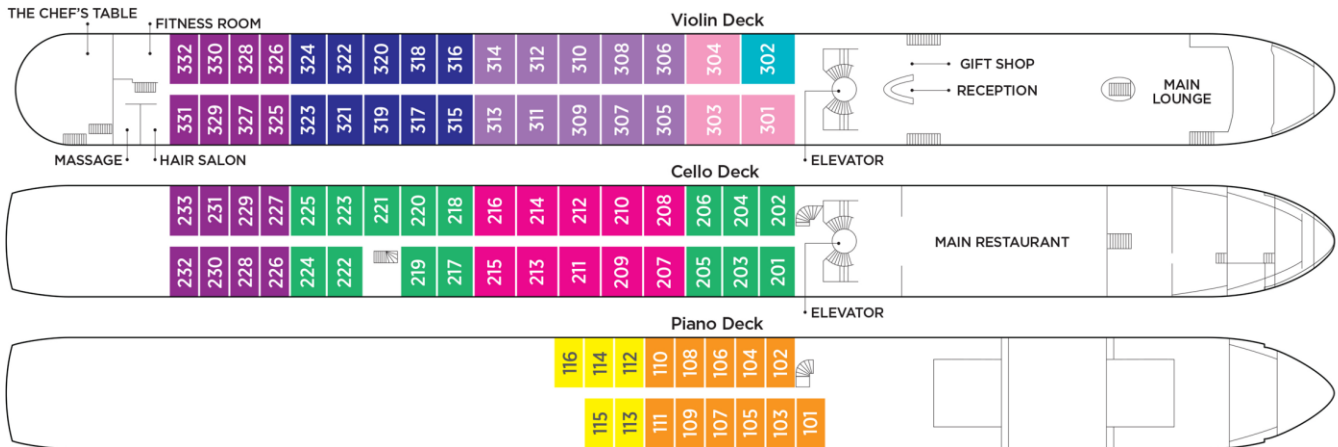 THE CHEF'S TABLE
FITNESS ROOM
Violin Deck
332 330 328 326 324 322 320 318 316 314 312 310 308 306 304 302
GIFT SHOP
RECEPTION
MAIN
LOUNGE
331 329 327 325 323 321 319 317 315 313 311 309 307 305 303 301
MASSAGE
HAIR SALON
ELEVATOR
Cello Deck
233 231 229 227 225 223 221 220 218 216 214 212 210 208 206 204 202
MAIN RESTAURANT
232 230 228 226 224 222 219 217 215 213 211 209 207 205 203 201
ELEVATOR
Piano Deck
116 114 112 110 108 106 104 102
115 113 111 109 107 105 103 101